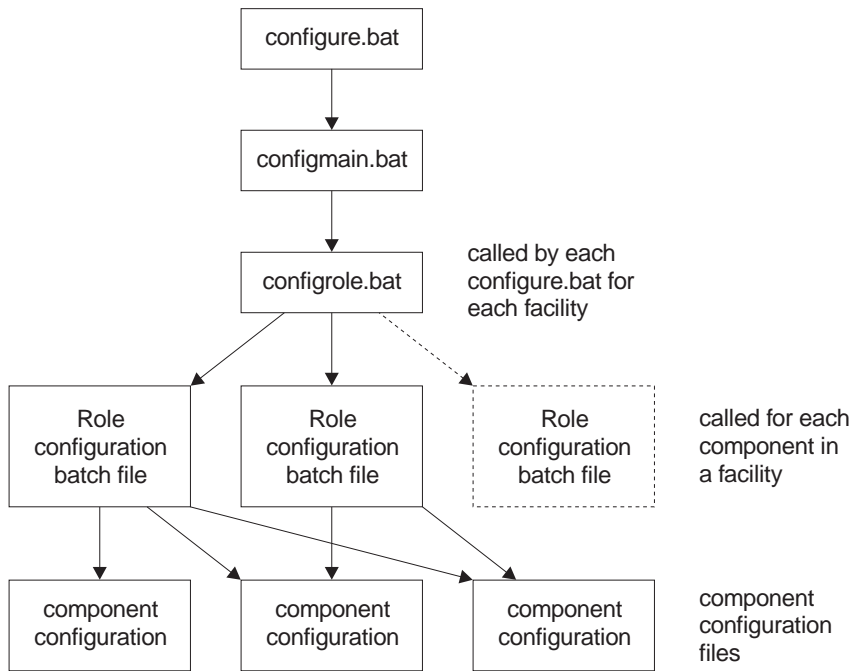 configure.bat
configmain.bat
configrole.bat
called by each
configure.bat for
each facility
Role
configuration
batch file
Role
configuration
batch file
Role
configuration
batch file
called for each
component in
a facility
component
configuration
component
configuration
component
configuration
component
configuration
files